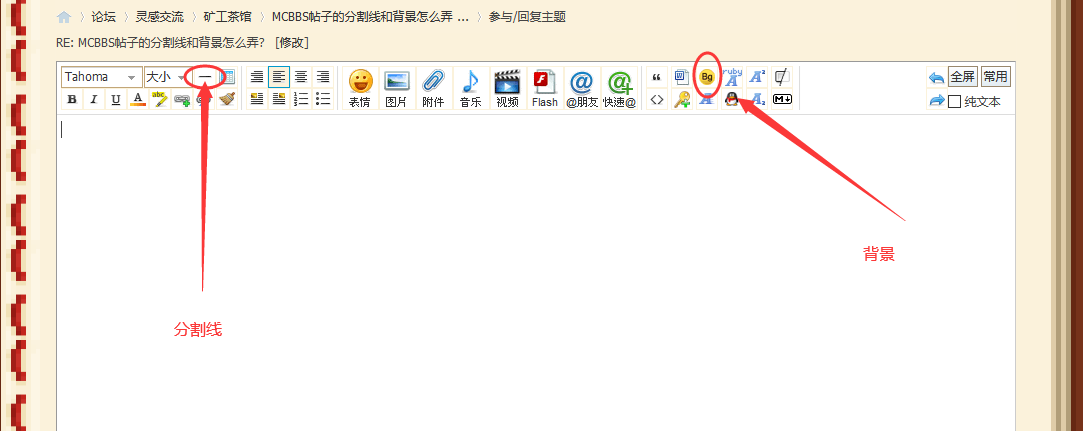 论坛 〉 灵感交流 〉 矿工茶馆 〉 MCBBS帖子的分割线和背景怎么弄 ... 〉 参与/回复主题
RE: MCBBS帖子的分割线和背景怎么弄? [修改]
Tahoma 大小 — “ W Bg ruby A A² 全屏 常用
B I U A abc 表情 图片 附件 音乐 视频 Flash @朋友 快速@ <> A A₂ M↓ 纯文本
背景
分割线